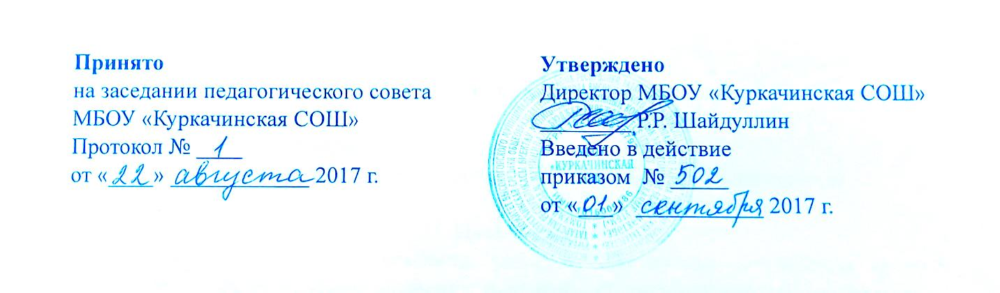 Принято
на заседании педагогического совета
МБОУ «Куркачинская СОШ»
Протокол № 1
от «22» августа 2017 г.
Утверждено
Директор МБОУ «Куркачинская СОШ»
Р.Р. Шайдуллин
Введено в действие
«КУРКАЧИНСКАЯ
приказом № 502
от «01» сентября 2017 г.